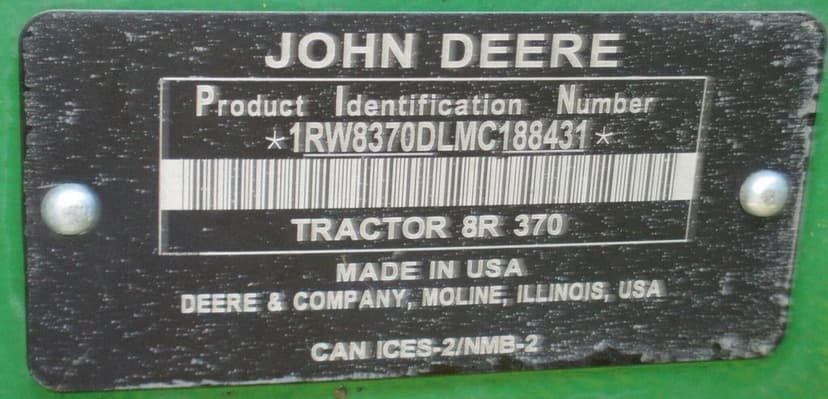 JOHN DEERE
Product Identification Number
*1RW8370DLMC188431*
TRACTOR 8R 370
MADE IN USA
DEERE & COMPANY, MOLINE, ILLINOIS, USA
CAN ICES-2/NMB-2